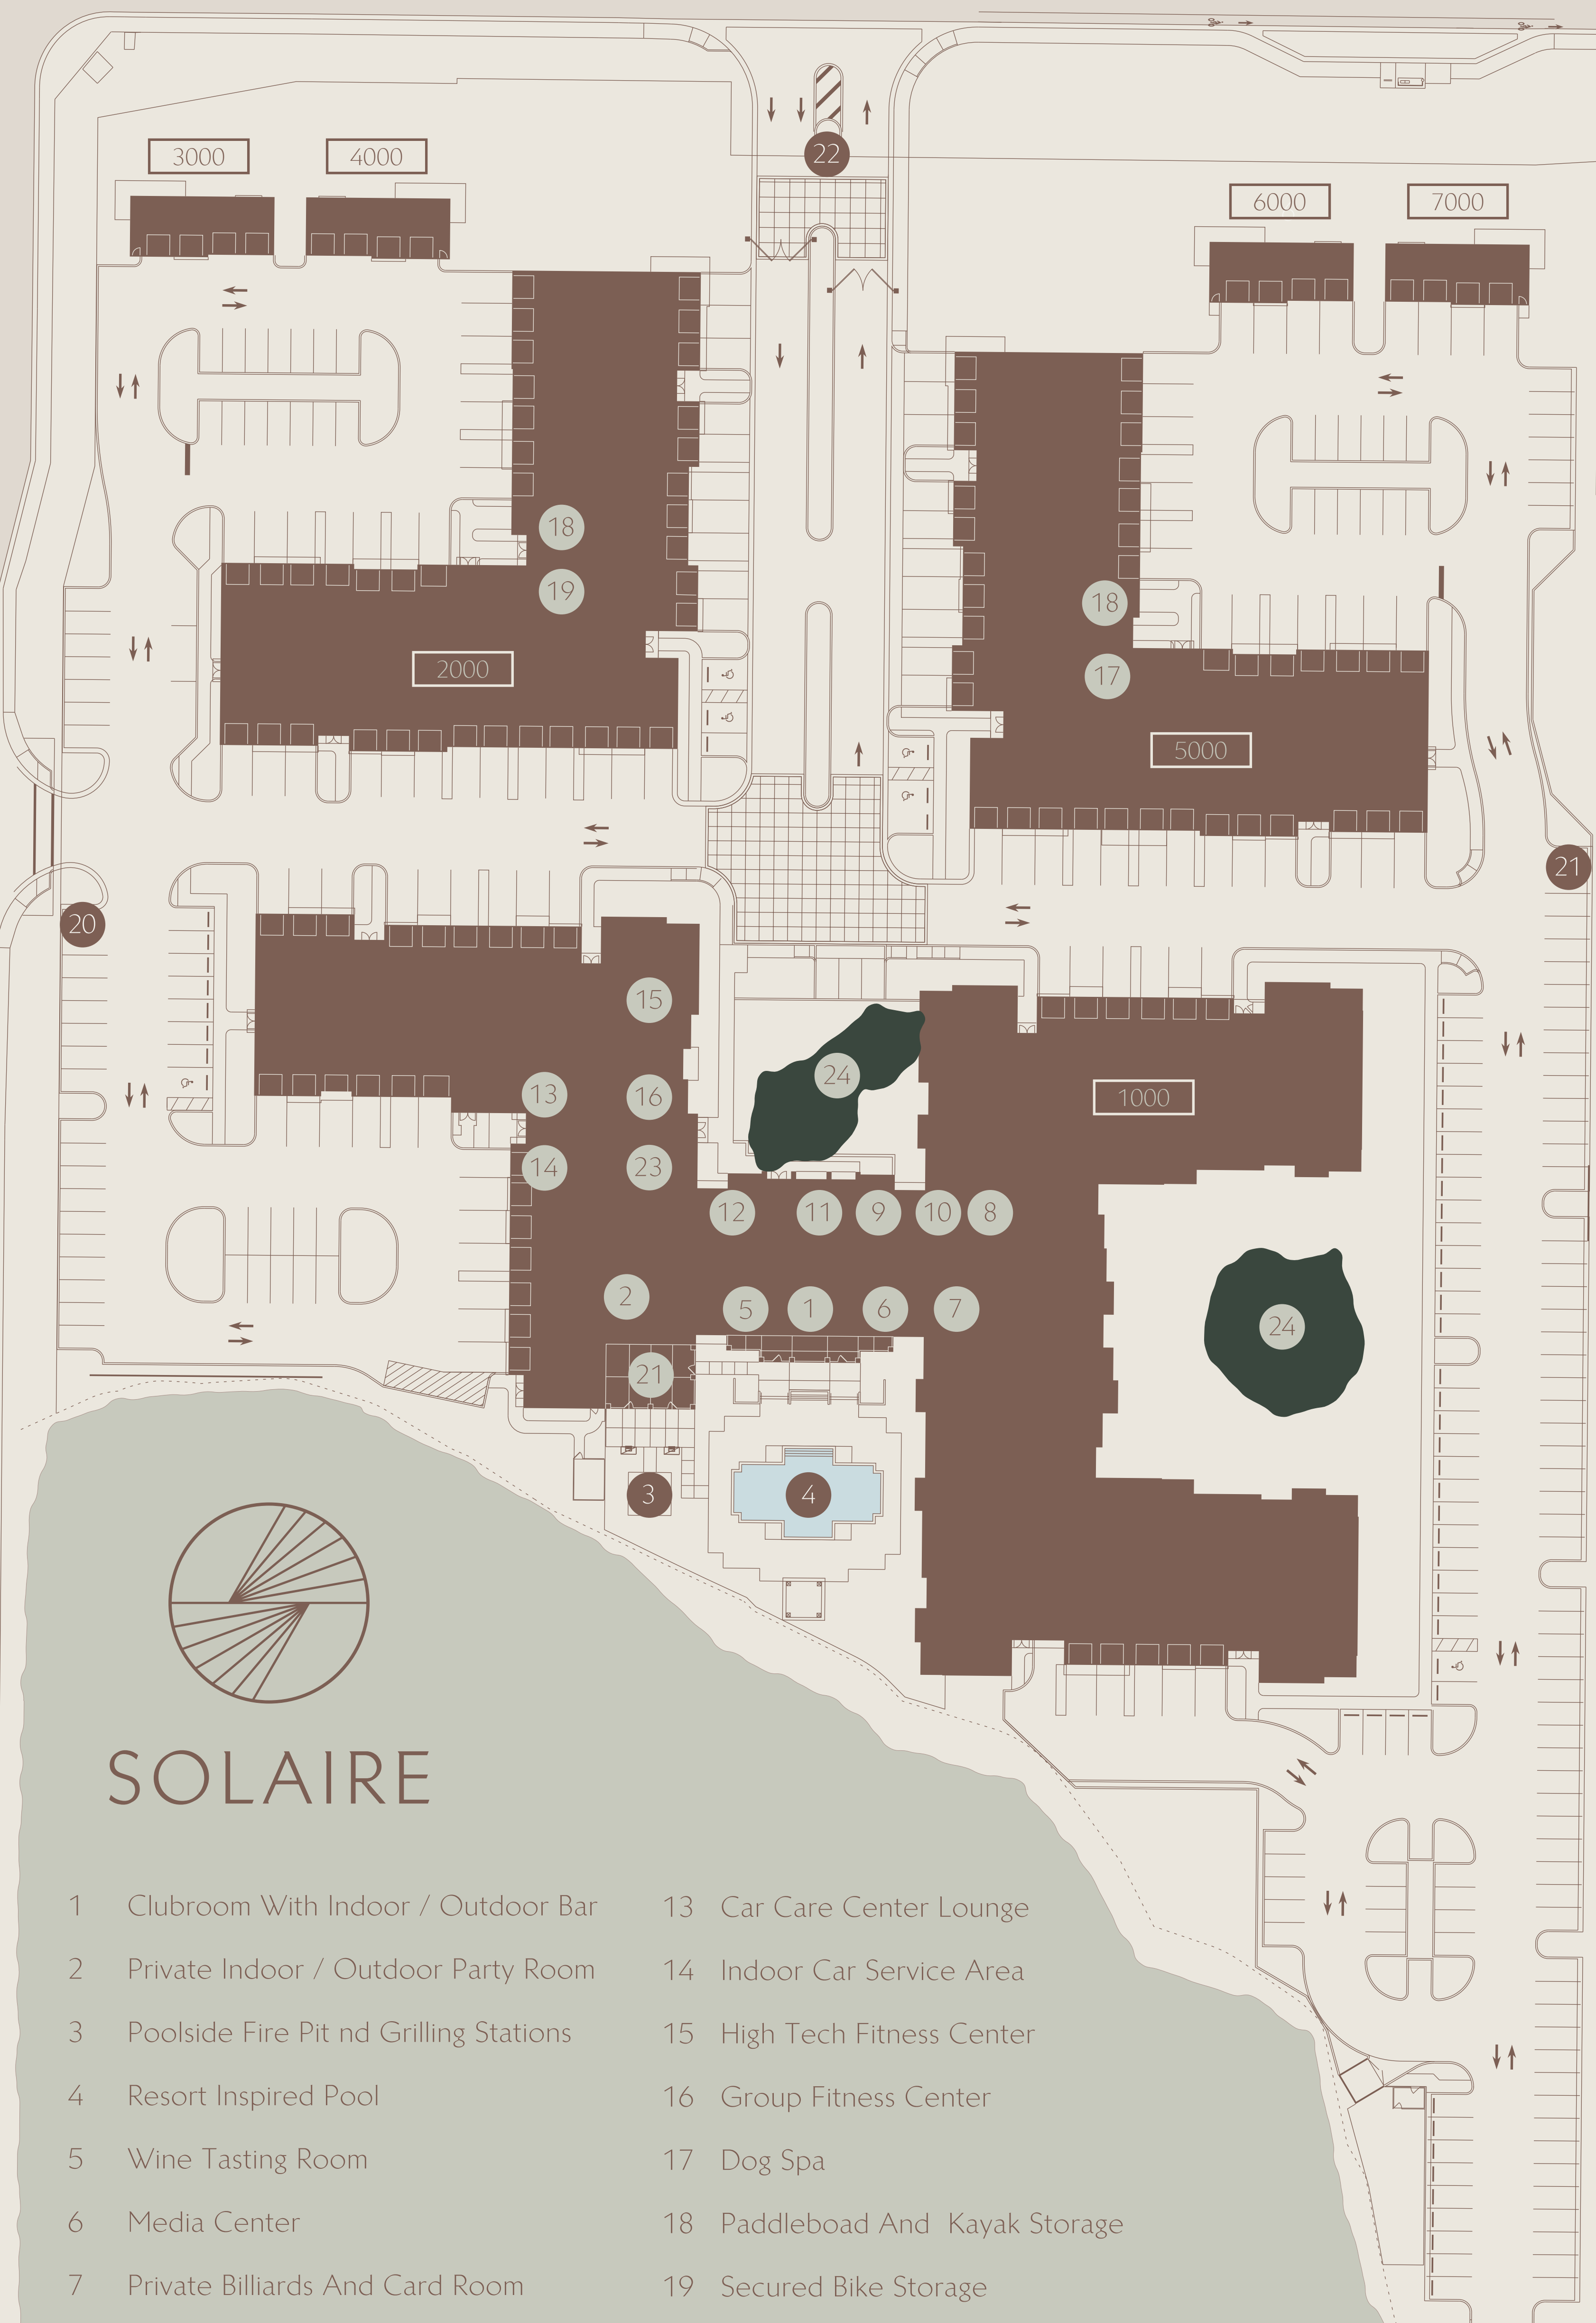 22
3000
4000
6000
7000
18
19
18
17
2000
5000
21
20
15
24
13
16
1000
14
23
12
11
9
10
8
2
5
1
6
7
24
21
3
4
SOLAIRE
1 Clubroom With Indoor / Outdoor Bar
2 Private Indoor / Outdoor Party Room
3 Poolside Fire Pit nd Grilling Stations
4 Resort Inspired Pool
5 Wine Tasting Room
6 Media Center
7 Private Billiards And Card Room
13 Car Care Center Lounge
14 Indoor Car Service Area
15 High Tech Fitness Center
16 Group Fitness Center
17 Dog Spa
18 Paddleboad And Kayak Storage
19 Secured Bike Storage